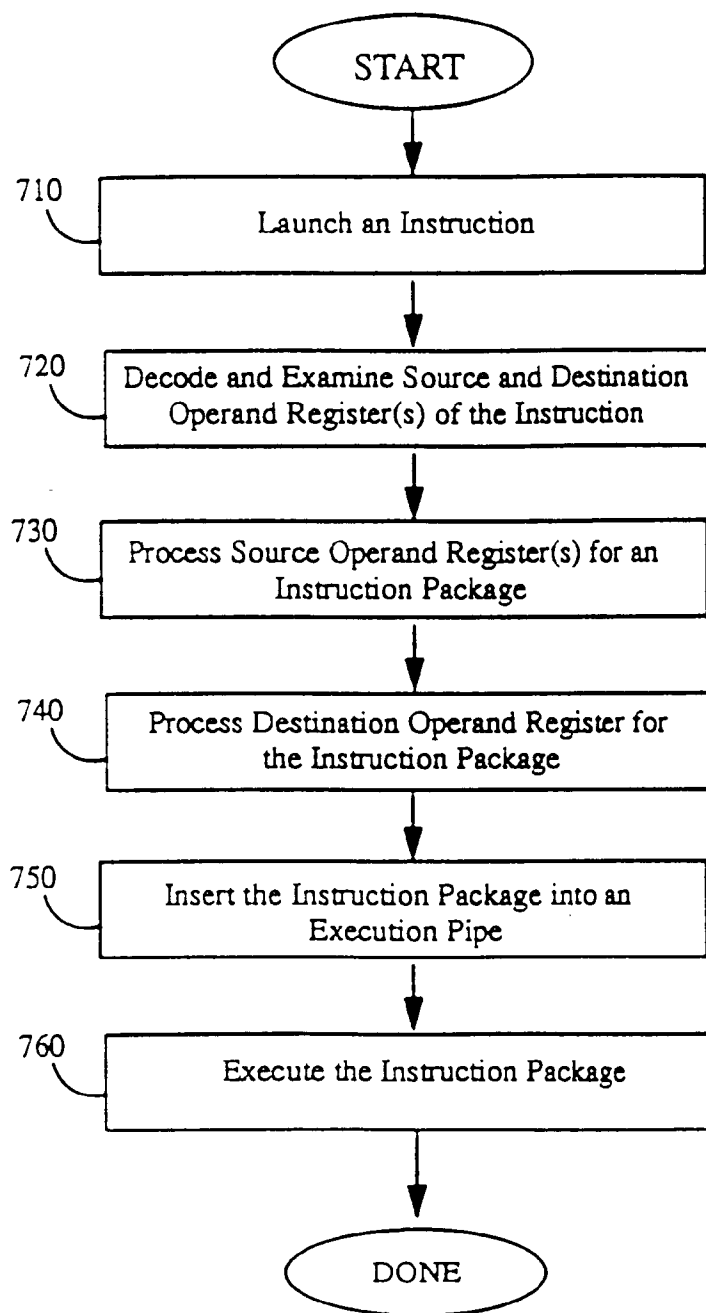 START
710
Launch an Instruction
720
Decode and Examine Source and Destination
Operand Register(s) of the Instruction
730
Process Source Operand Register(s) for an
Instruction Package
740
Process Destination Operand Register for
the Instruction Package
750
Insert the Instruction Package into an
Execution Pipe
760
Execute the Instruction Package
DONE